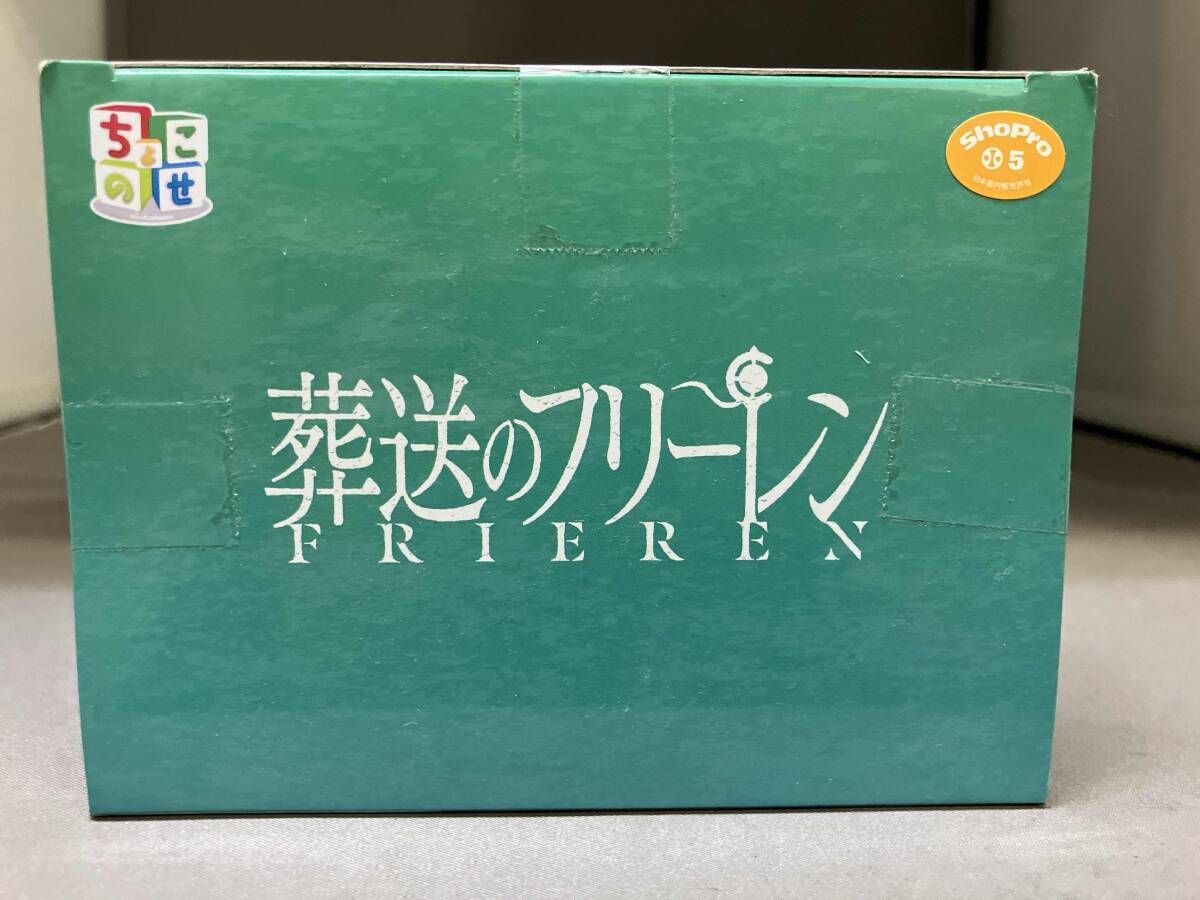 ちょこ
のせ
ShoPro
小 5
日本国内販売許可
葬送のフリーレン
FRIEREN